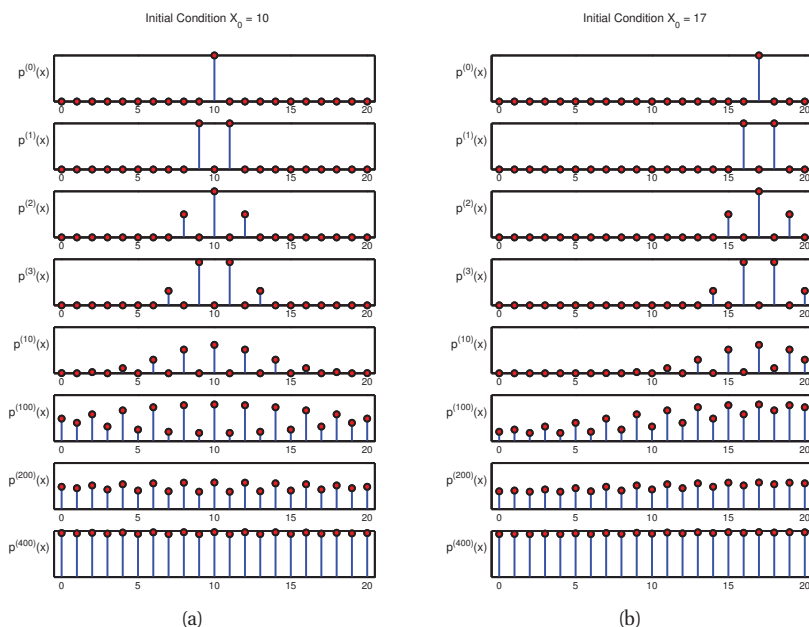 Initial Condition X_0 = 10
p^(0)(x)
0 5 10 15 20
p^(1)(x)
0 5 10 15 20
p^(2)(x)
0 5 10 15 20
p^(3)(x)
0 5 10 15 20
p^(10)(x)
0 5 10 15 20
p^(100)(x)
0 5 10 15 20
p^(200)(x)
0 5 10 15 20
p^(400)(x)
0 5 10 15 20
(a)
Initial Condition X_0 = 17
p^(0)(x)
0 5 10 15 20
p^(1)(x)
0 5 10 15 20
p^(2)(x)
0 5 10 15 20
p^(3)(x)
0 5 10 15 20
p^(10)(x)
0 5 10 15 20
p^(100)(x)
0 5 10 15 20
p^(200)(x)
0 5 10 15 20
p^(400)(x)
0 5 10 15 20
(b)